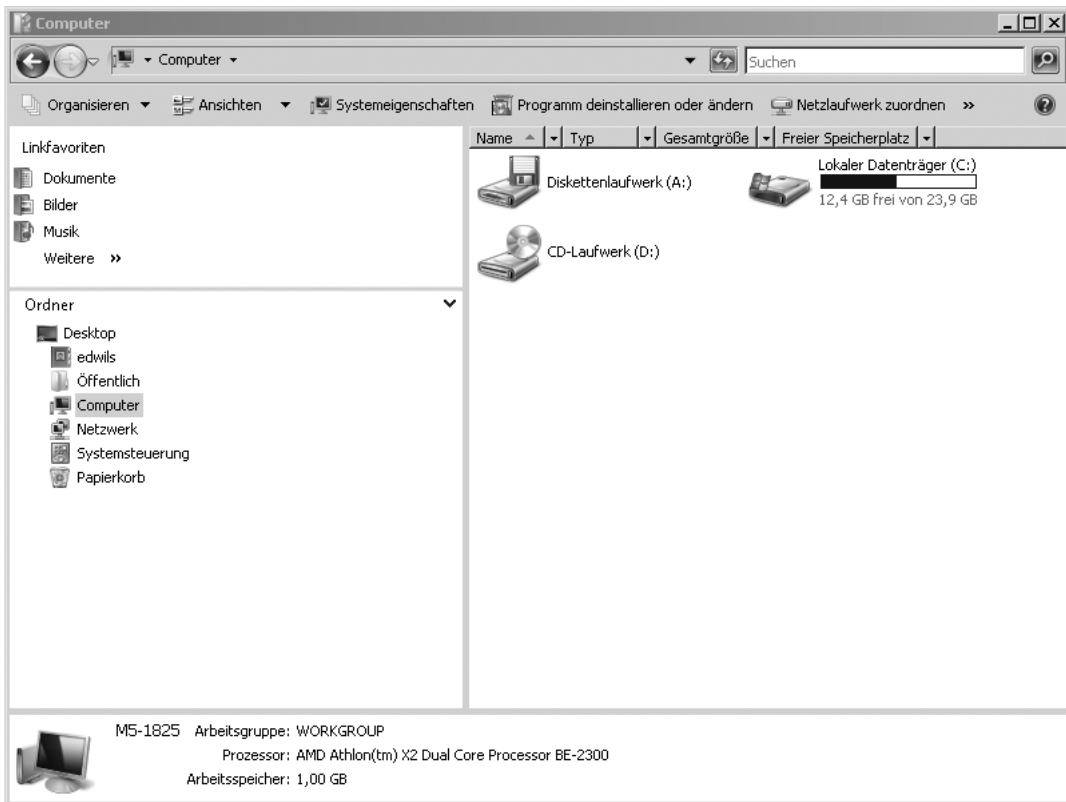 Computer
Computer
Suchen
Organisieren Ansichten Systemeigenschaften Programm deinstallieren oder ändern Netzlaufwerk zuordnen »
Linkfavoriten
Dokumente
Bilder
Musik
Weitere »
Ordner
Desktop
edwils
Öffentlich
Computer
Netzwerk
Systemsteuerung
Papierkorb
Name Typ Gesamtgröße Freier Speicherplatz
Diskettenlaufwerk (A:)
Lokaler Datenträger (C:)
12,4 GB frei von 23,9 GB
CD-Laufwerk (D:)
M5-1825 Arbeitsgruppe: WORKGROUP
Prozessor: AMD Athlon(tm) X2 Dual Core Processor BE-2300
Arbeitsspeicher: 1,00 GB